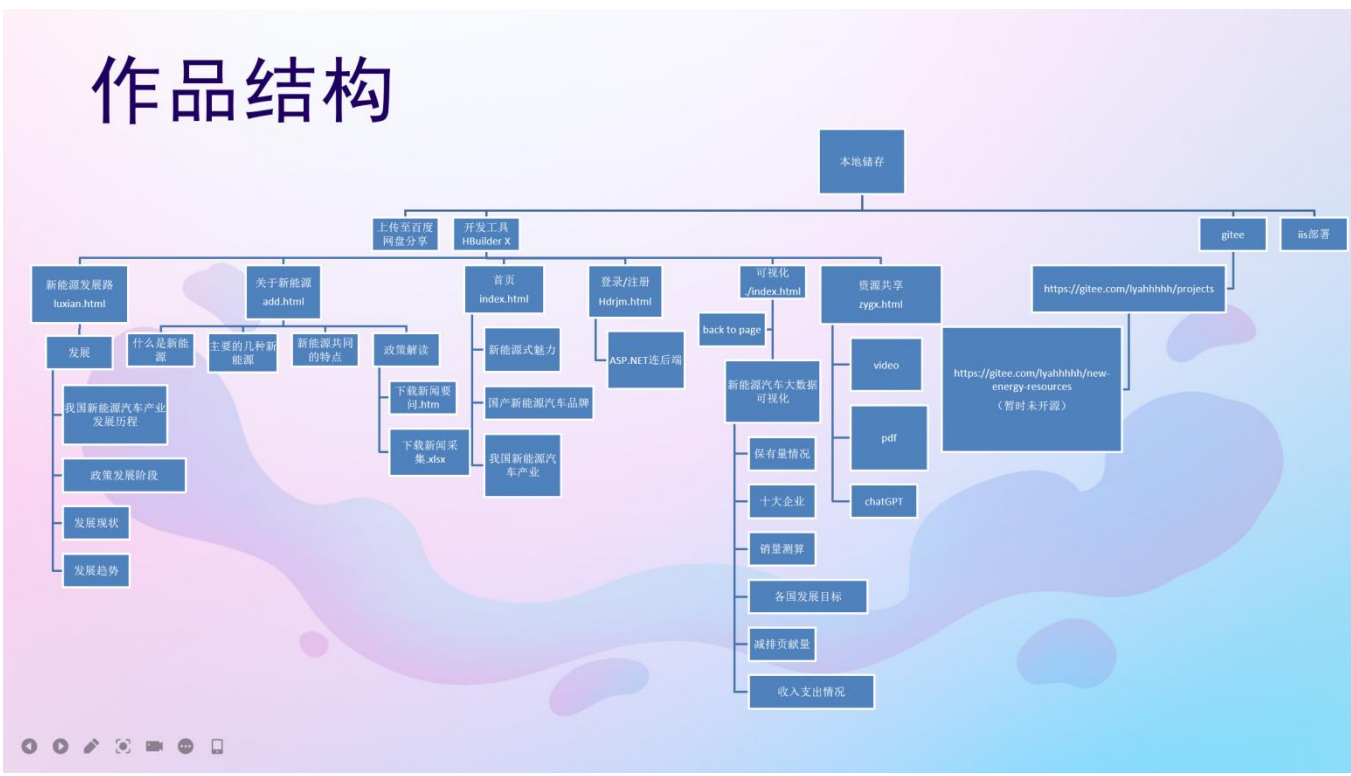 作品结构
本地储存
上传至百度
网盘分享
开发工具
HBuilder X
gitee
iis部署
新能源发展路
luxian.html
关于新能源
add.html
首页
index.html
登录/注册
Hdrjm.html
可视化
./index.html
资源共享
zygx.html
https://gitee.com/lyahhhhh/projects
发展
什么是新能
源
主要的几种新
能源
新能源共同
的特点
政策解读
新能源式魅力
ASP.NET连后端
back to page
新能源汽车大数据
可视化
video
https://gitee.com/lyahhhhh/new-
energy-resources
（暂时未开源）
我国新能源汽车产业
发展历程
下载新闻要
问.htm
国产新能源汽车品牌
pdf
政策发展阶段
下载新闻采
集.xlsx
我国新能源汽
车产业
保有量情况
chatGPT
发展现状
十大企业
发展趋势
销量测算
各国发展目标
减排贡献量
收入支出情况